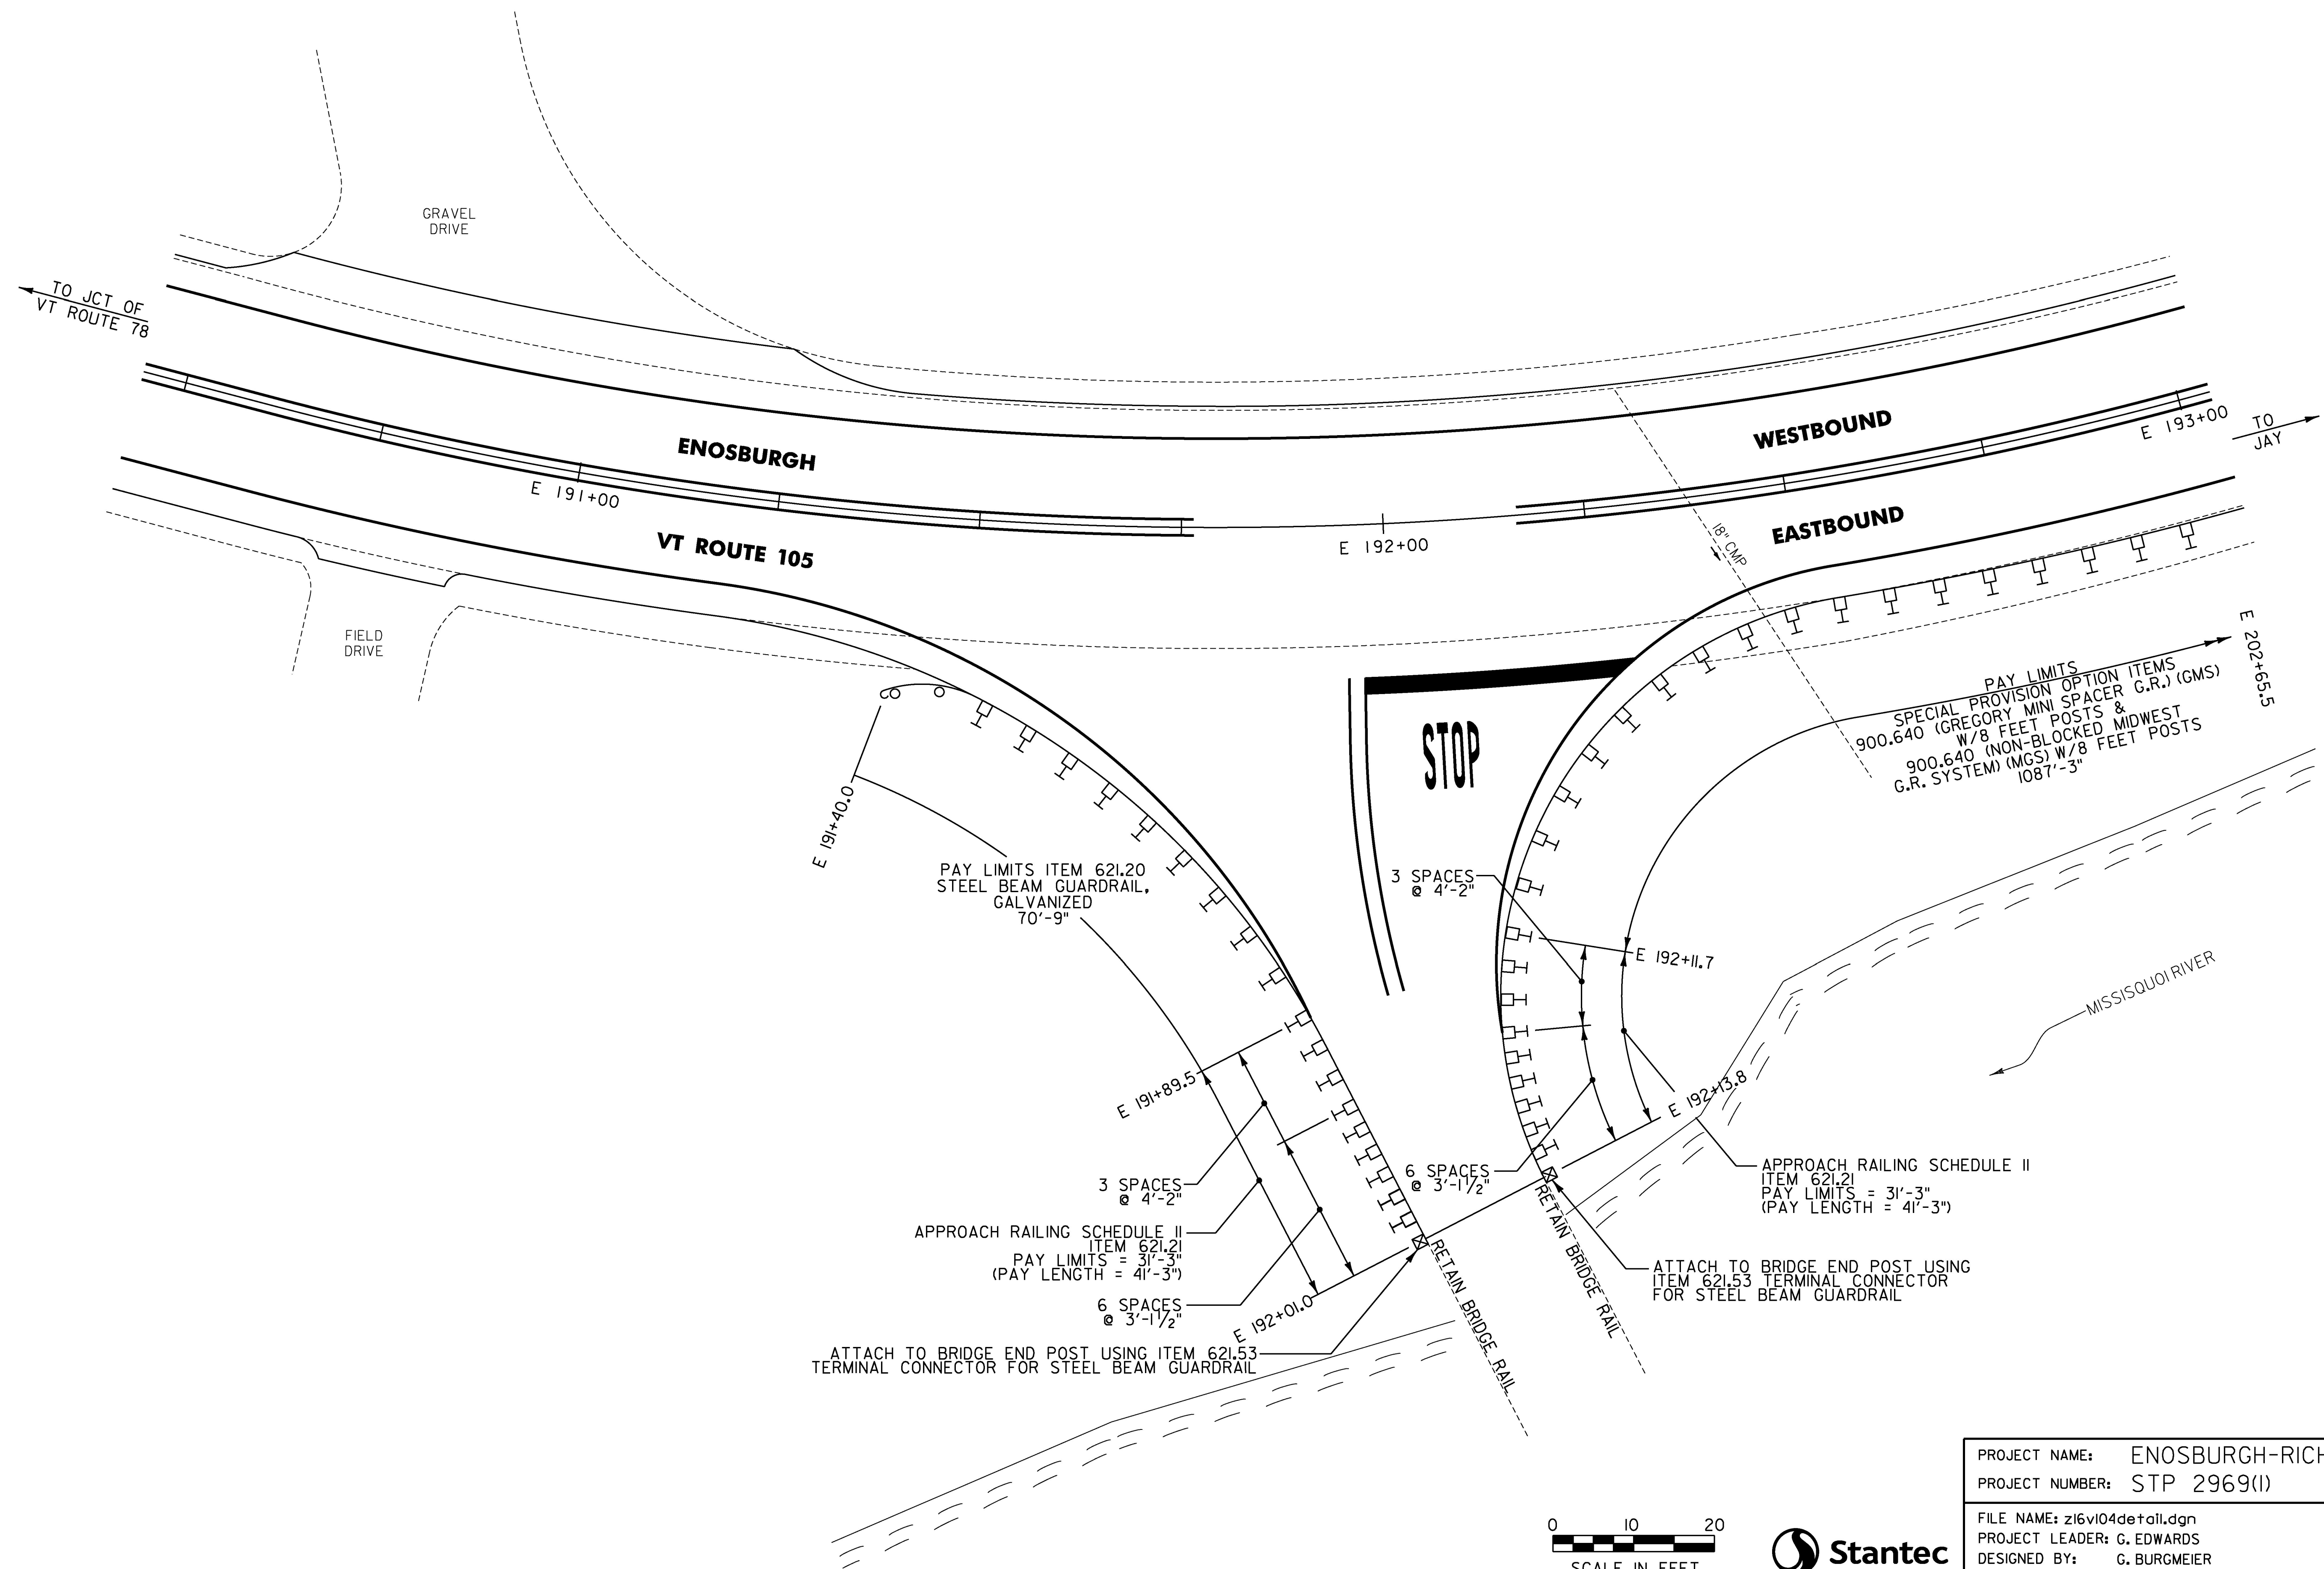 GRAVEL
DRIVE
TO JCT OF
VT ROUTE 78
ENOSBURGH
WESTBOUND
E 193+00
TO
JAY
E 191+00
VT ROUTE 105
E 192+00
EASTBOUND
18" CMP
FIELD
DRIVE
E 202+65.5
PAY LIMITS
SPECIAL PROVISION OPTION ITEMS
900.640 (GREGORY MINI SPACER G.R.) (GMS)
W/8 FEET POSTS &
900.640 (NON-BLOCKED MIDWEST
G.R. SYSTEM) (MGS) W/8 FEET POSTS
1087'-3"
STOP
E 191+40.0
PAY LIMITS ITEM 621.20
STEEL BEAM GUARDRAIL,
GALVANIZED
70'-9"
3 SPACES
@ 4'-2"
E 192+11.7
MISSISQUOI RIVER
E 191+89.5
E 192+13.8
3 SPACES
@ 4'-2"
6 SPACES
@ 3'-1 1/2"
APPROACH RAILING SCHEDULE II
ITEM 621.21
PAY LIMITS = 31'-3"
(PAY LENGTH = 41'-3")
APPROACH RAILING SCHEDULE II
ITEM 621.21
PAY LIMITS = 31'-3"
(PAY LENGTH = 41'-3")
RETAIN BRIDGE RAIL
RETAIN BRIDGE RAIL
ATTACH TO BRIDGE END POST USING
ITEM 621.53 TERMINAL CONNECTOR
FOR STEEL BEAM GUARDRAIL
6 SPACES
@ 3'-1 1/2"
E 192+01.0
ATTACH TO BRIDGE END POST USING ITEM 621.53
TERMINAL CONNECTOR FOR STEEL BEAM GUARDRAIL
0 10 20
SCALE IN FEET
Stantec
PROJECT NAME: ENOSBURGH-RICH
PROJECT NUMBER: STP 2969(1)
FILE NAME: z16v104detail.dgn
PROJECT LEADER: G. EDWARDS
DESIGNED BY: G. BURGMEIER